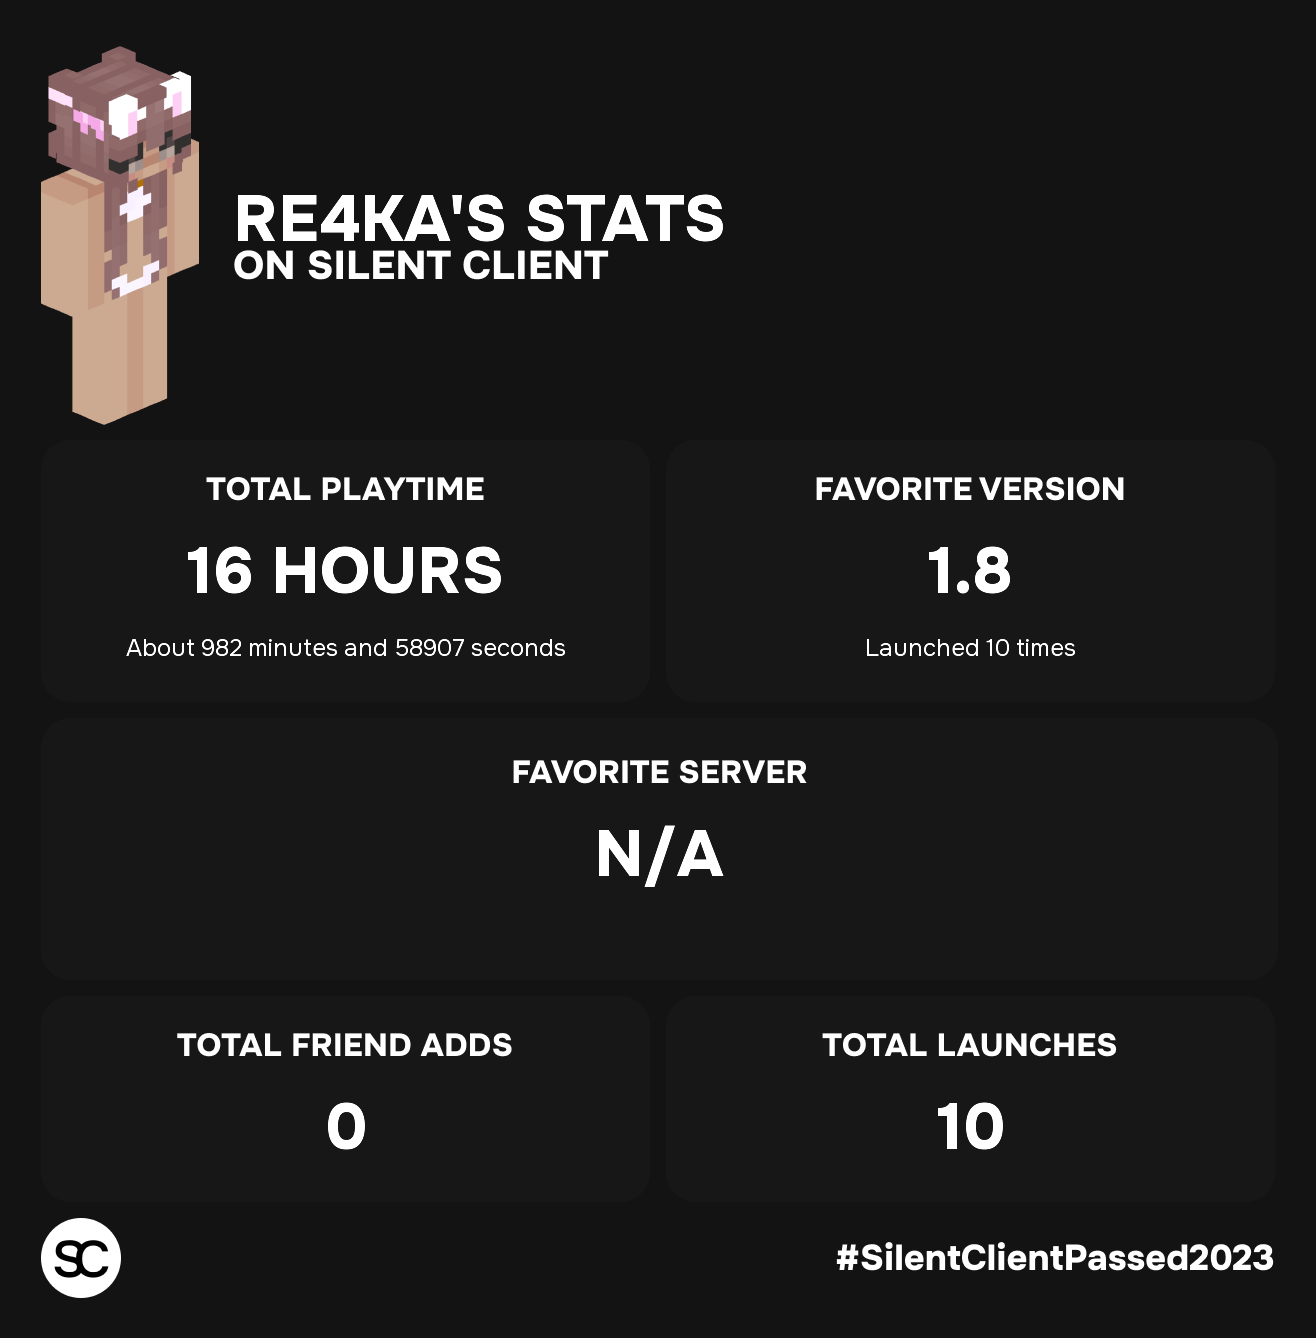 RE4KA'S STATS
ON SILENT CLIENT
TOTAL PLAYTIME
16 HOURS
About 982 minutes and 58907 seconds
FAVORITE VERSION
1.8
Launched 10 times
FAVORITE SERVER
N/A
TOTAL FRIEND ADDS
0
TOTAL LAUNCHES
10
SC
#SilentClientPassed2023